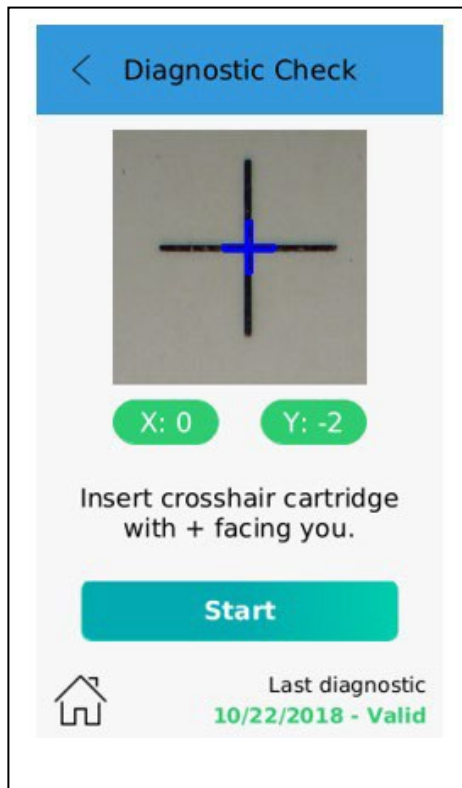 Diagnostic Check
X: 0
Y: -2
Insert crosshair cartridge
with + facing you.
Start
Last diagnostic
10/22/2018 - Valid